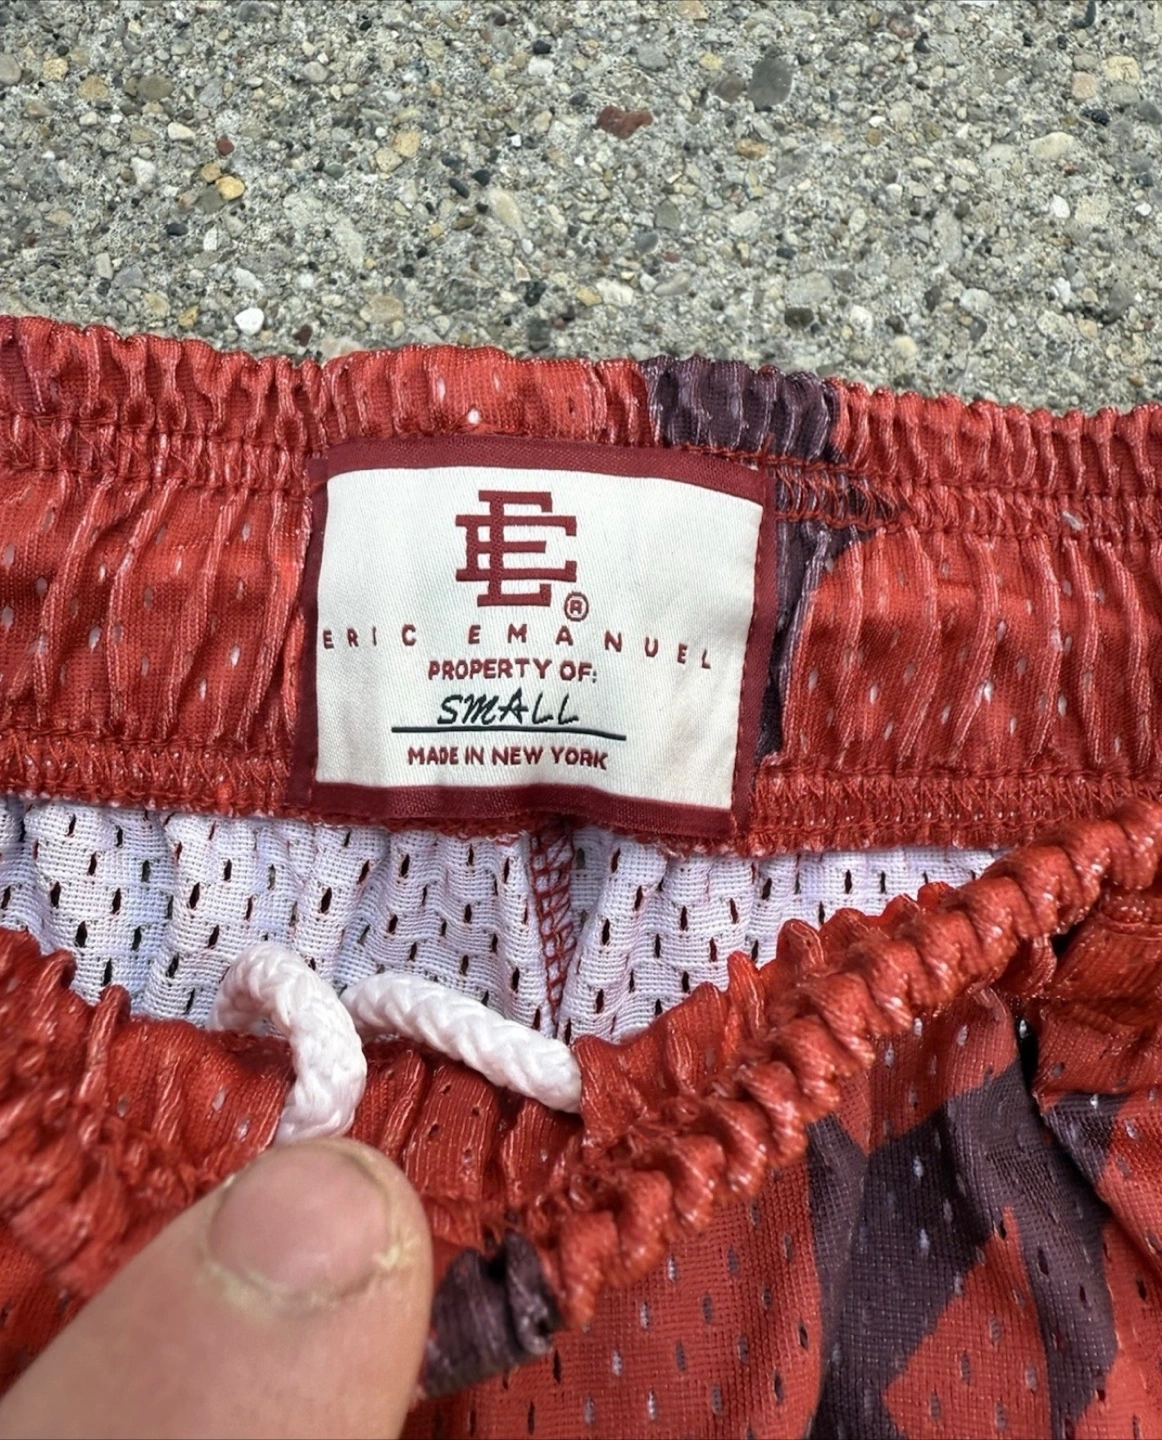 EE®
ERIC EMANUEL
PROPERTY OF:
SMALL
MADE IN NEW YORK